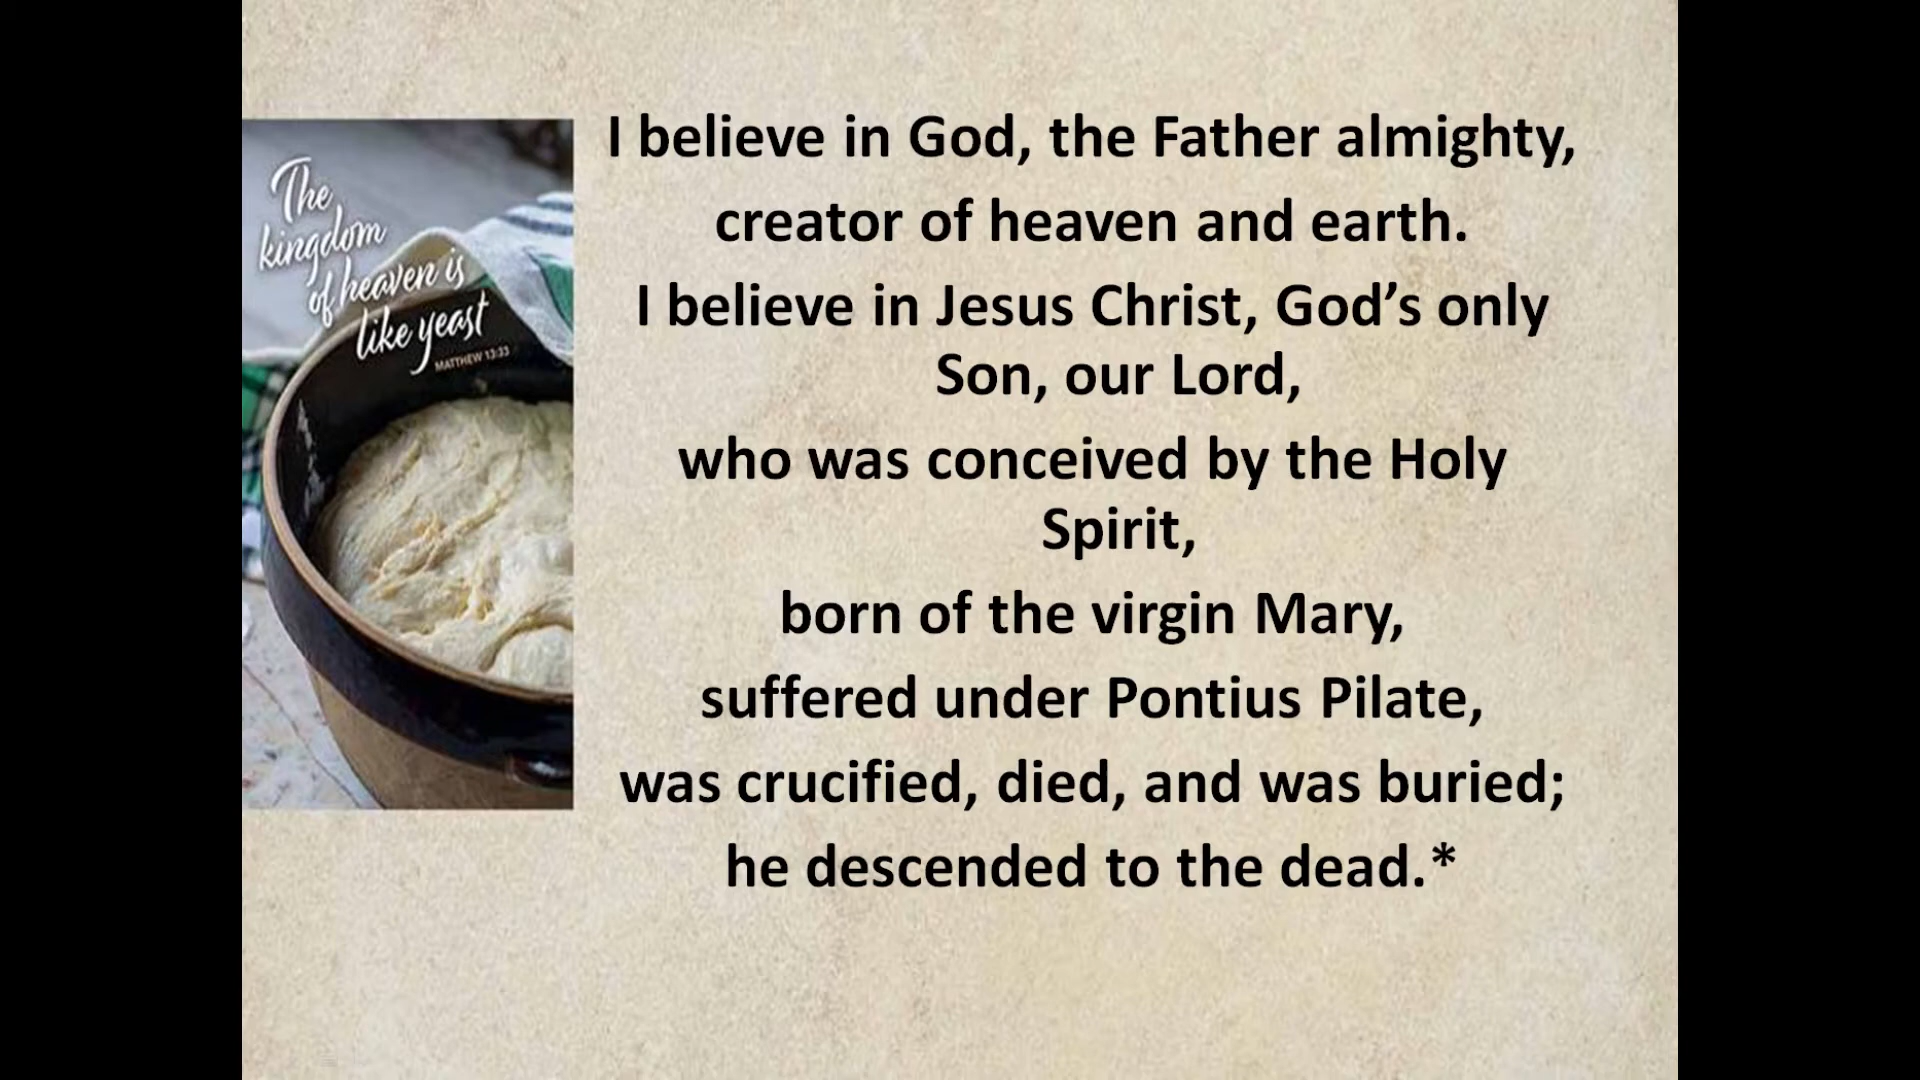 The
kingdom
of heaven is
like yeast
MATTHEW 13:33
I believe in God, the Father almighty,
creator of heaven and earth.
I believe in Jesus Christ, God’s only
Son, our Lord,
who was conceived by the Holy
Spirit,
born of the virgin Mary,
suffered under Pontius Pilate,
was crucified, died, and was buried;
he descended to the dead.*